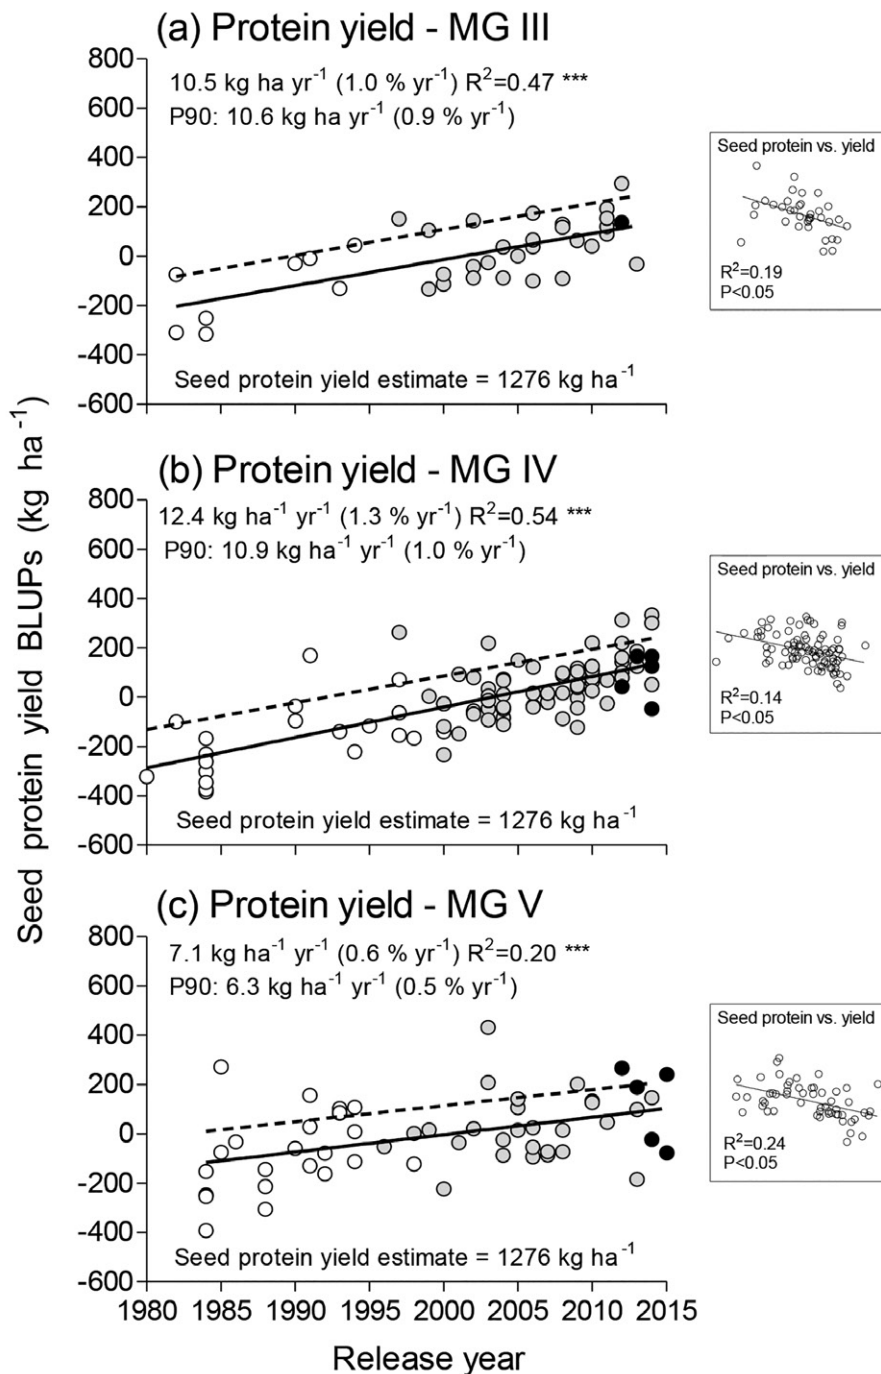 (a) Protein yield - MG III
10.5 kg ha yr⁻¹ (1.0 % yr⁻¹) R²=0.47 ***
P90: 10.6 kg ha yr⁻¹ (0.9 % yr⁻¹)
800
600
400
200
0
-200
-400
-600
Seed protein yield estimate = 1276 kg ha⁻¹
Seed protein vs. yield
R²=0.19
P<0.05
Seed protein yield BLUPs (kg ha⁻¹)
(b) Protein yield - MG IV
12.4 kg ha⁻¹ yr⁻¹ (1.3 % yr⁻¹) R²=0.54 ***
P90: 10.9 kg ha⁻¹ yr⁻¹ (1.0 % yr⁻¹)
800
600
400
200
0
-200
-400
-600
Seed protein yield estimate = 1276 kg ha⁻¹
Seed protein vs. yield
R²=0.14
P<0.05
(c) Protein yield - MG V
7.1 kg ha⁻¹ yr⁻¹ (0.6 % yr⁻¹) R²=0.20 ***
P90: 6.3 kg ha⁻¹ yr⁻¹ (0.5 % yr⁻¹)
800
600
400
200
0
-200
-400
-600
Seed protein yield estimate = 1276 kg ha⁻¹
Seed protein vs. yield
R²=0.24
P<0.05
1980 1985 1990 1995 2000 2005 2010 2015
Release year